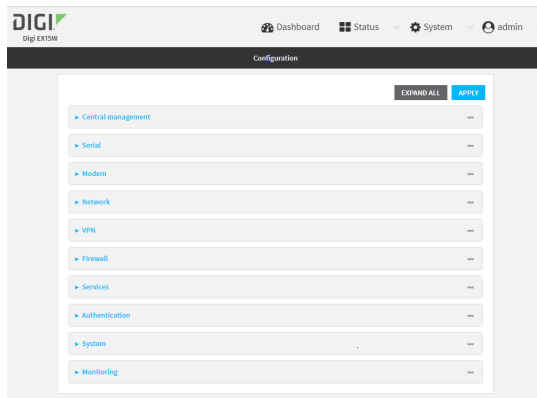 DIGI
Digi EX15W
Dashboard Status System admin
Configuration
EXPAND ALL APPLY
Central management
Serial
Modem
Network
VPN
Firewall
Services
Authentication
System
Monitoring